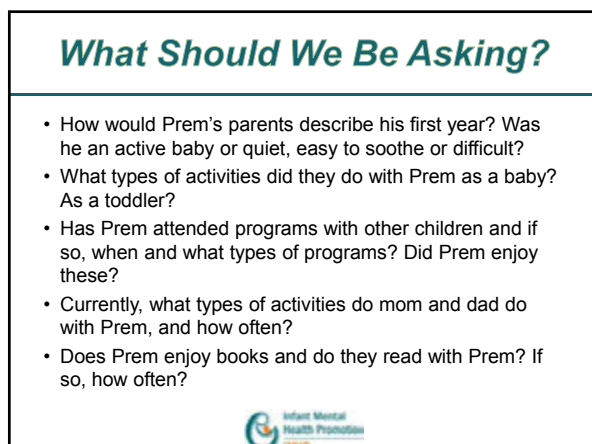 What Should We Be Asking?
• How would Prem's parents describe his first year? Was
he an active baby or quiet, easy to soothe or difficult?
• What types of activities did they do with Prem as a baby?
As a toddler?
• Has Prem attended programs with other children and if
so, when and what types of programs? Did Prem enjoy
these?
• Currently, what types of activities do mom and dad do
with Prem, and how often?
• Does Prem enjoy books and do they read with Prem? If
so, how often?
Infant Mental
Health Promotion